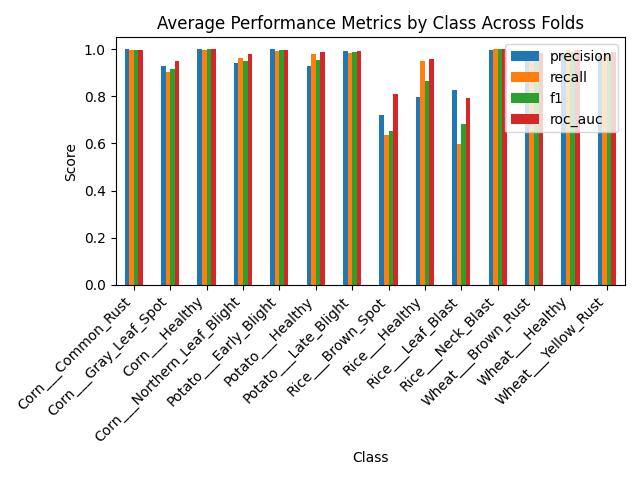 Average Performance Metrics by Class Across Folds
precision
recall
f1
roc_auc
Score
1.0
0.8
0.6
0.4
0.2
0.0
Corn___Common_Rust
Corn___Gray_Leaf_Spot
Corn___Healthy
Corn___Northern_Leaf_Blight
Potato___Early_Blight
Potato___Healthy
Potato___Late_Blight
Rice___Brown_Spot
Rice___Healthy
Rice___Leaf_Blast
Rice___Neck_Blast
Wheat___Brown_Rust
Wheat___Healthy
Wheat___Yellow_Rust
Class